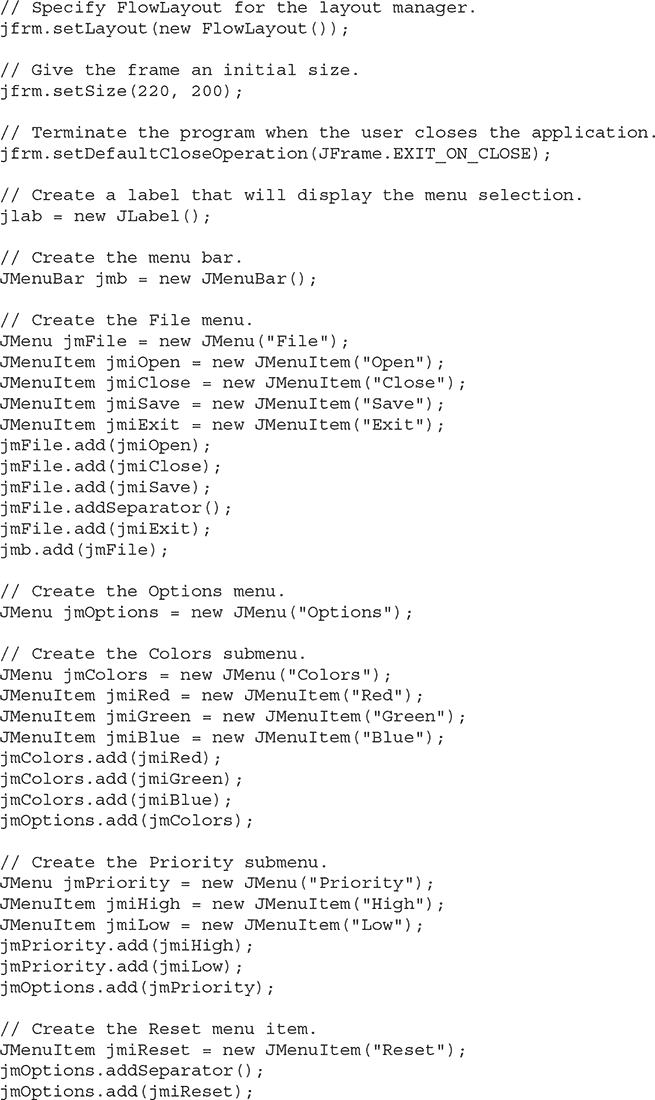 // Specify FlowLayout for the layout manager.
jfrm.setLayout(new FlowLayout());
// Give the frame an initial size.
jfrm.setSize(220, 200);
// Terminate the program when the user closes the application.
jfrm.setDefaultCloseOperation(JFrame.EXIT_ON_CLOSE);
// Create a label that will display the menu selection.
jlab = new JLabel();
// Create the menu bar.
JMenuBar jmb = new JMenuBar();
// Create the File menu.
JMenu jmFile = new JMenu("File");
JMenuItem jmiOpen = new JMenuItem("Open");
JMenuItem jmiClose = new JMenuItem("Close");
JMenuItem jmiSave = new JMenuItem("Save");
JMenuItem jmiExit = new JMenuItem("Exit");
jmFile.add(jmiOpen);
jmFile.add(jmiClose);
jmFile.add(jmiSave);
jmFile.addSeparator();
jmFile.add(jmiExit);
jmb.add(jmFile);
// Create the Options menu.
JMenu jmOptions = new JMenu("Options");
// Create the Colors submenu.
JMenu jmColors = new JMenu("Colors");
JMenuItem jmiRed = new JMenuItem("Red");
JMenuItem jmiGreen = new JMenuItem("Green");
JMenuItem jmiBlue = new JMenuItem("Blue");
jmColors.add(jmiRed);
jmColors.add(jmiGreen);
jmColors.add(jmiBlue);
jmOptions.add(jmColors);
// Create the Priority submenu.
JMenu jmPriority = new JMenu("Priority");
JMenuItem jmiHigh = new JMenuItem("High");
JMenuItem jmiLow = new JMenuItem("Low");
jmPriority.add(jmiHigh);
jmPriority.add(jmiLow);
jmOptions.add(jmPriority);
// Create the Reset menu item.
JMenuItem jmiReset = new JMenuItem("Reset");
jmOptions.addSeparator();
jmOptions.add(jmiReset);